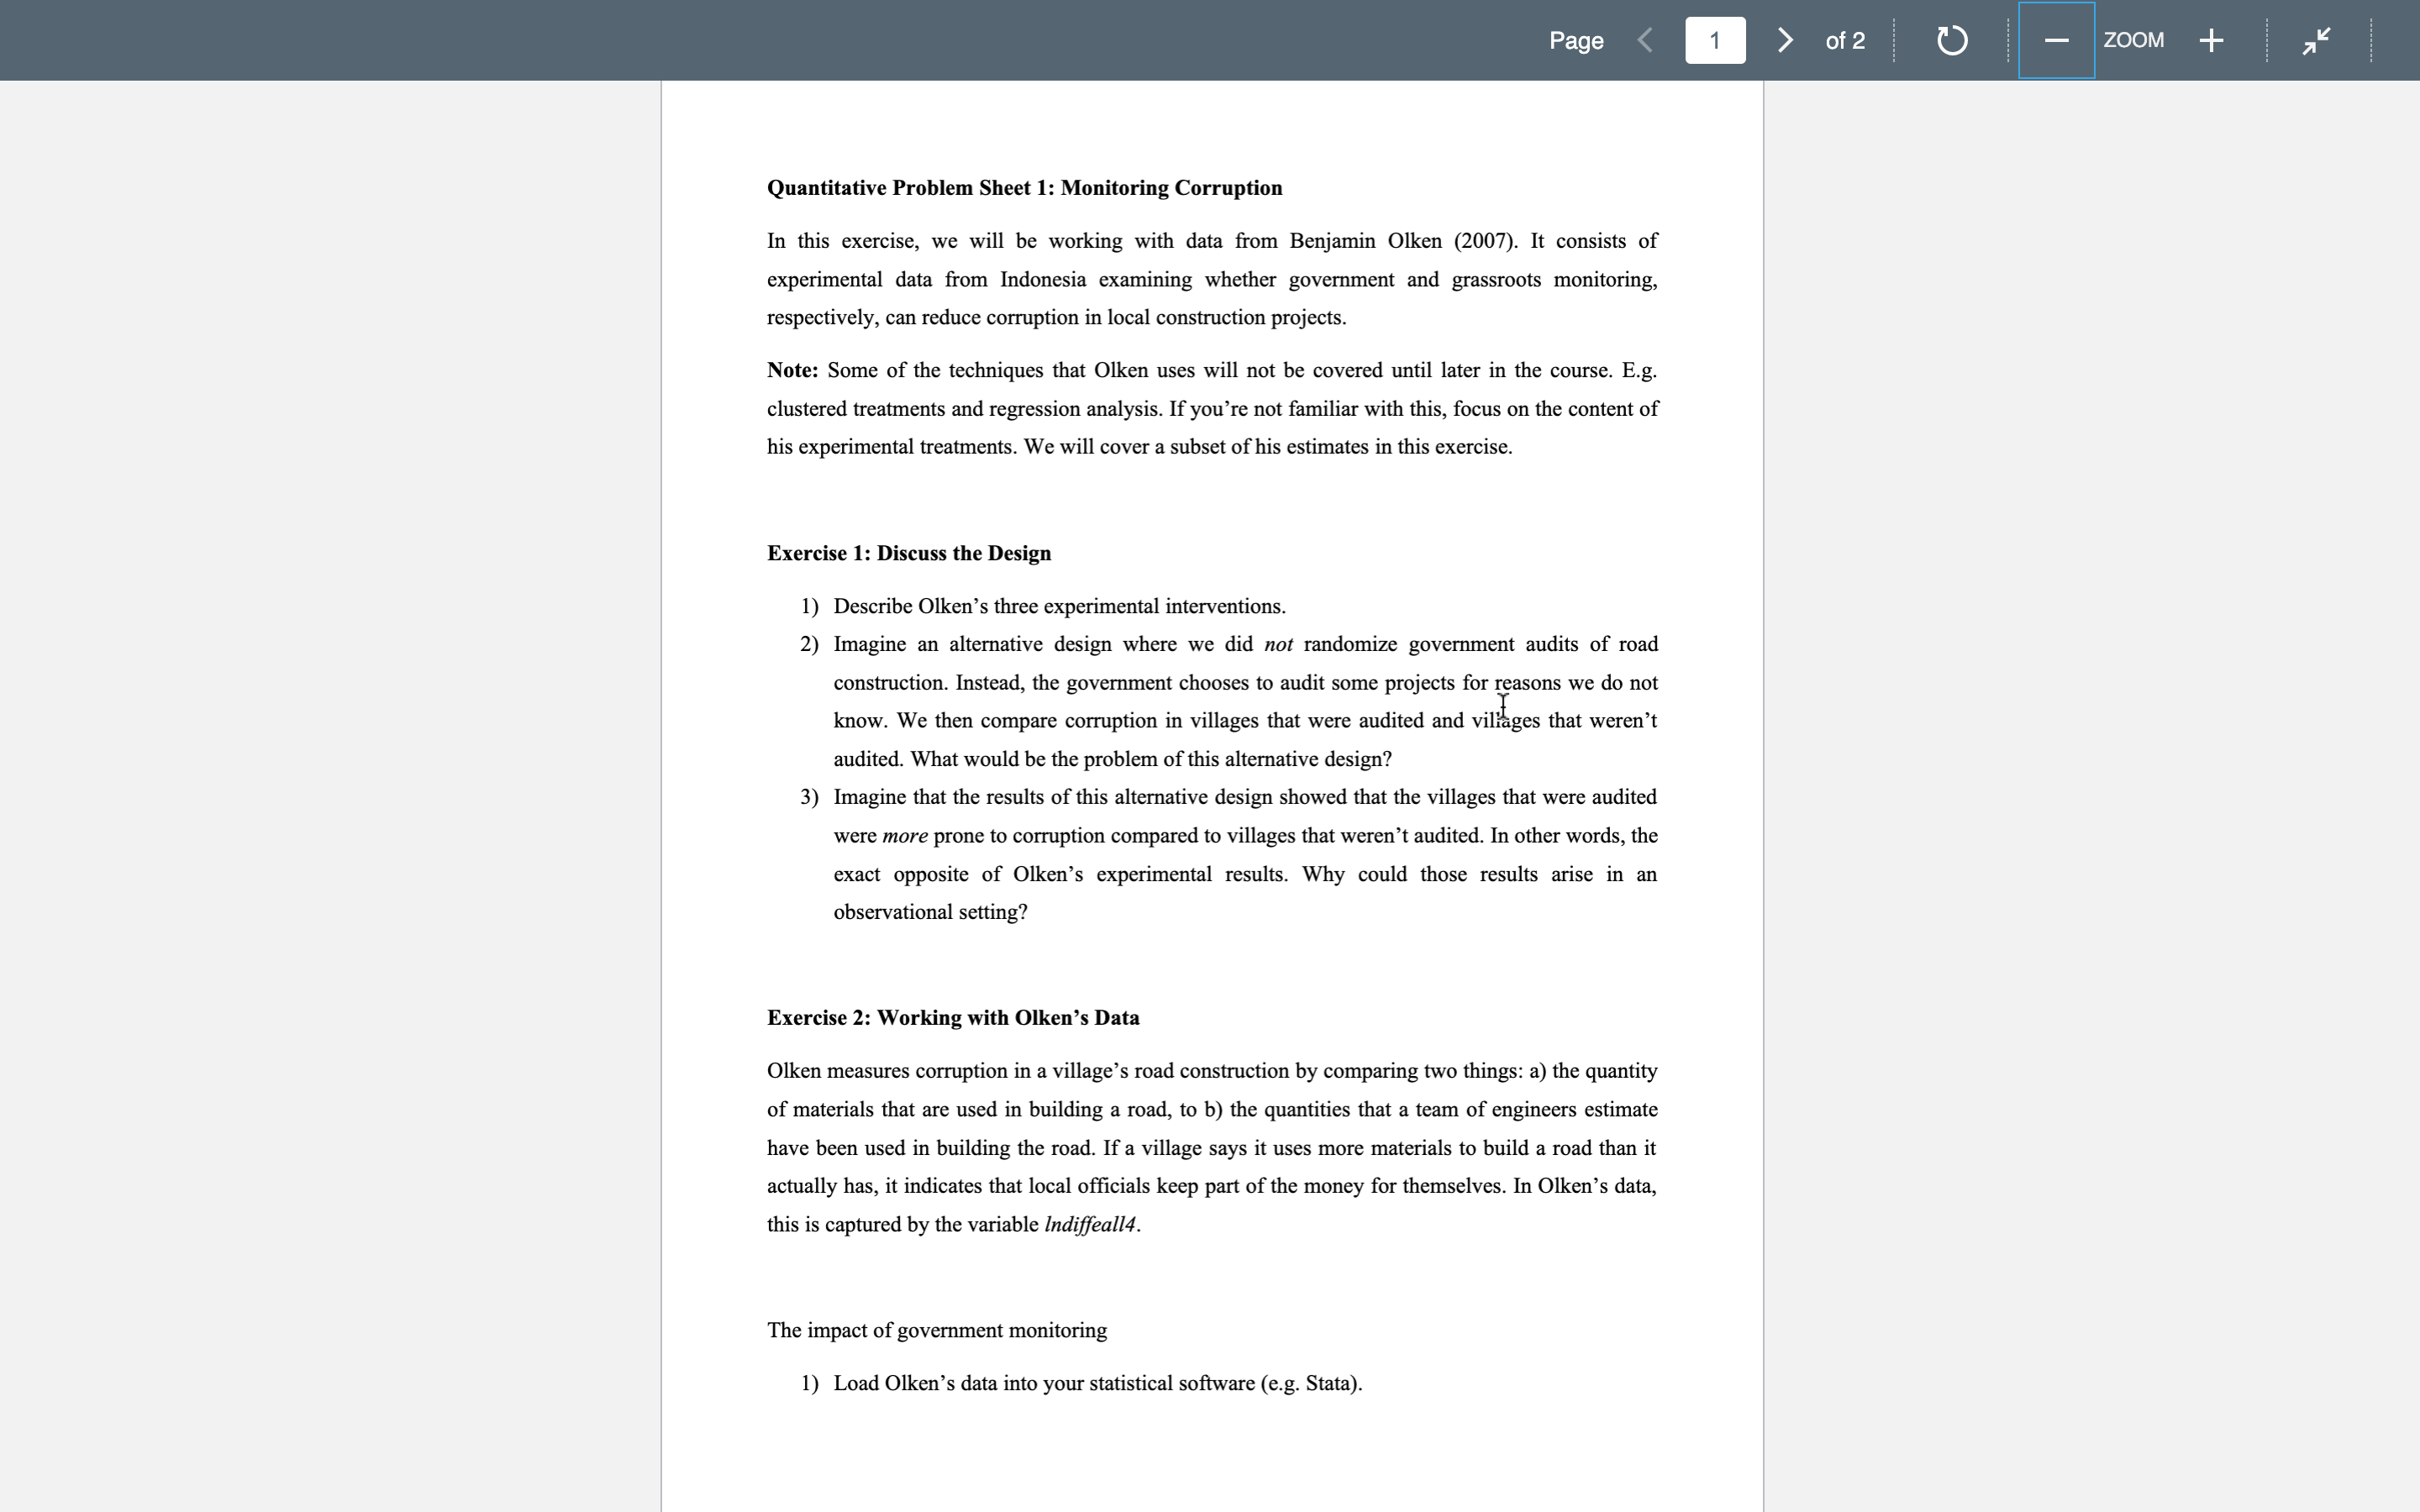 Page 1 of 2 ZOOM
Quantitative Problem Sheet 1: Monitoring Corruption
In this exercise, we will be working with data from Benjamin Olken (2007). It consists of
experimental data from Indonesia examining whether government and grassroots monitoring,
respectively, can reduce corruption in local construction projects.
Note: Some of the techniques that Olken uses will not be covered until later in the course. E.g.
clustered treatments and regression analysis. If you’re not familiar with this, focus on the content of
his experimental treatments. We will cover a subset of his estimates in this exercise.
Exercise 1: Discuss the Design
1) Describe Olken’s three experimental interventions.
2) Imagine an alternative design where we did not randomize government audits of road
construction. Instead, the government chooses to audit some projects for reasons we do not
know. We then compare corruption in villages that were audited and villages that weren’t
audited. What would be the problem of this alternative design?
3) Imagine that the results of this alternative design showed that the villages that were audited
were more prone to corruption compared to villages that weren’t audited. In other words, the
exact opposite of Olken’s experimental results. Why could those results arise in an
observational setting?
Exercise 2: Working with Olken’s Data
Olken measures corruption in a village’s road construction by comparing two things: a) the quantity
of materials that are used in building a road, to b) the quantities that a team of engineers estimate
have been used in building the road. If a village says it uses more materials to build a road than it
actually has, it indicates that local officials keep part of the money for themselves. In Olken’s data,
this is captured by the variable lndiffeall4.
The impact of government monitoring
1) Load Olken’s data into your statistical software (e.g. Stata).